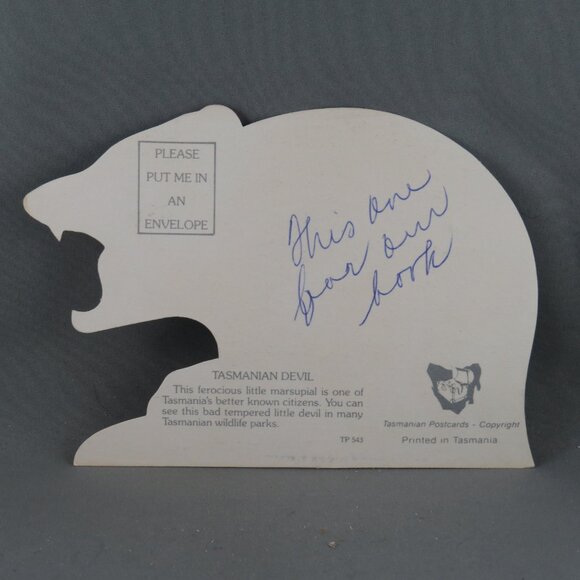 PLEASE
PUT ME IN
AN
ENVELOPE
This one
for our
book
TASMANIAN DEVIL
This ferocious little marsupial is one of
Tasmania's better known citizens. You can
see this bad tempered little devil in many
Tasmanian wildlife parks.
TP 543
Tasmanian Postcards - Copyright
Printed in Tasmania